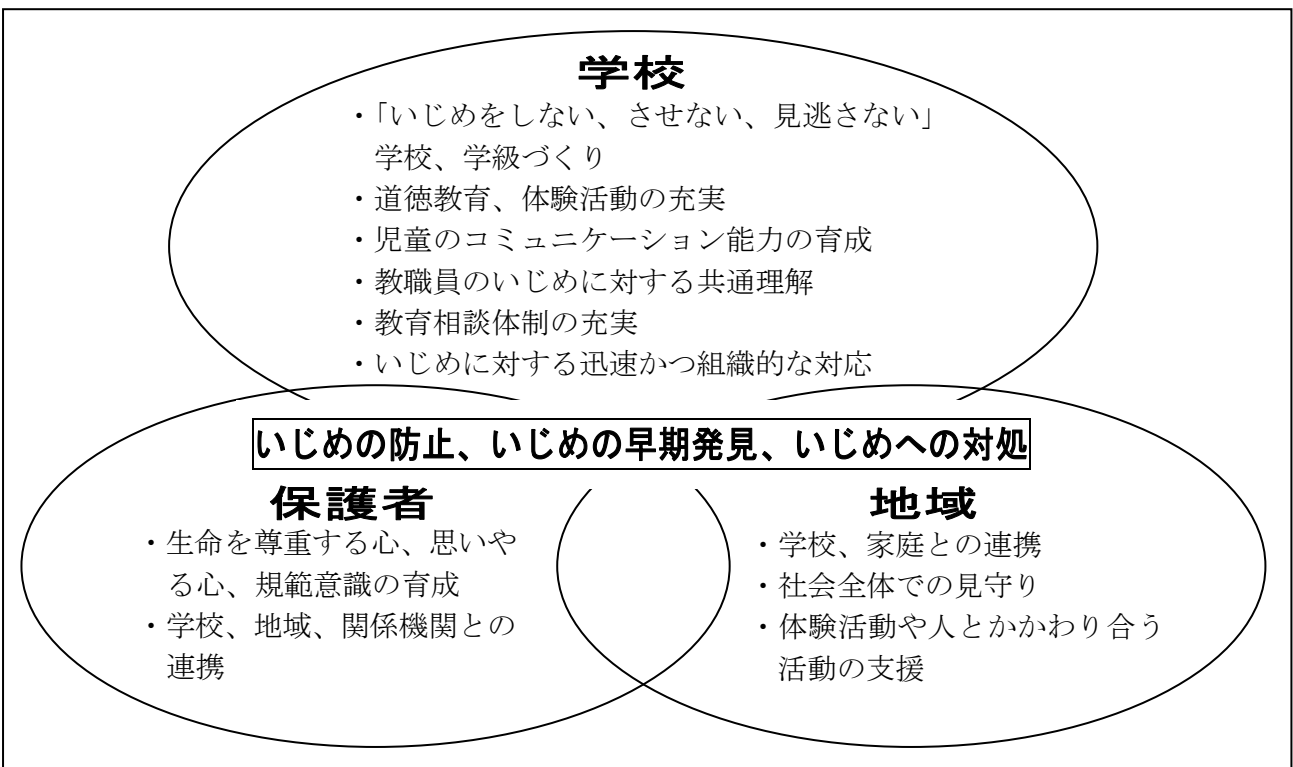 学校
・「いじめをしない、させない、見逃さない」
学校、学級づくり
・道徳教育、体験活動の充実
・児童のコミュニケーション能力の育成
・教職員のいじめに対する共通理解
・教育相談体制の充実
・いじめに対する迅速かつ組織的な対応
いじめの防止、いじめの早期発見、いじめへの対処
保護者
・生命を尊重する心、思いや
る心、規範意識の育成
・学校、地域、関係機関との
連携
地域
・学校、家庭との連携
・社会全体での見守り
・体験活動や人とかかわり合う
活動の支援